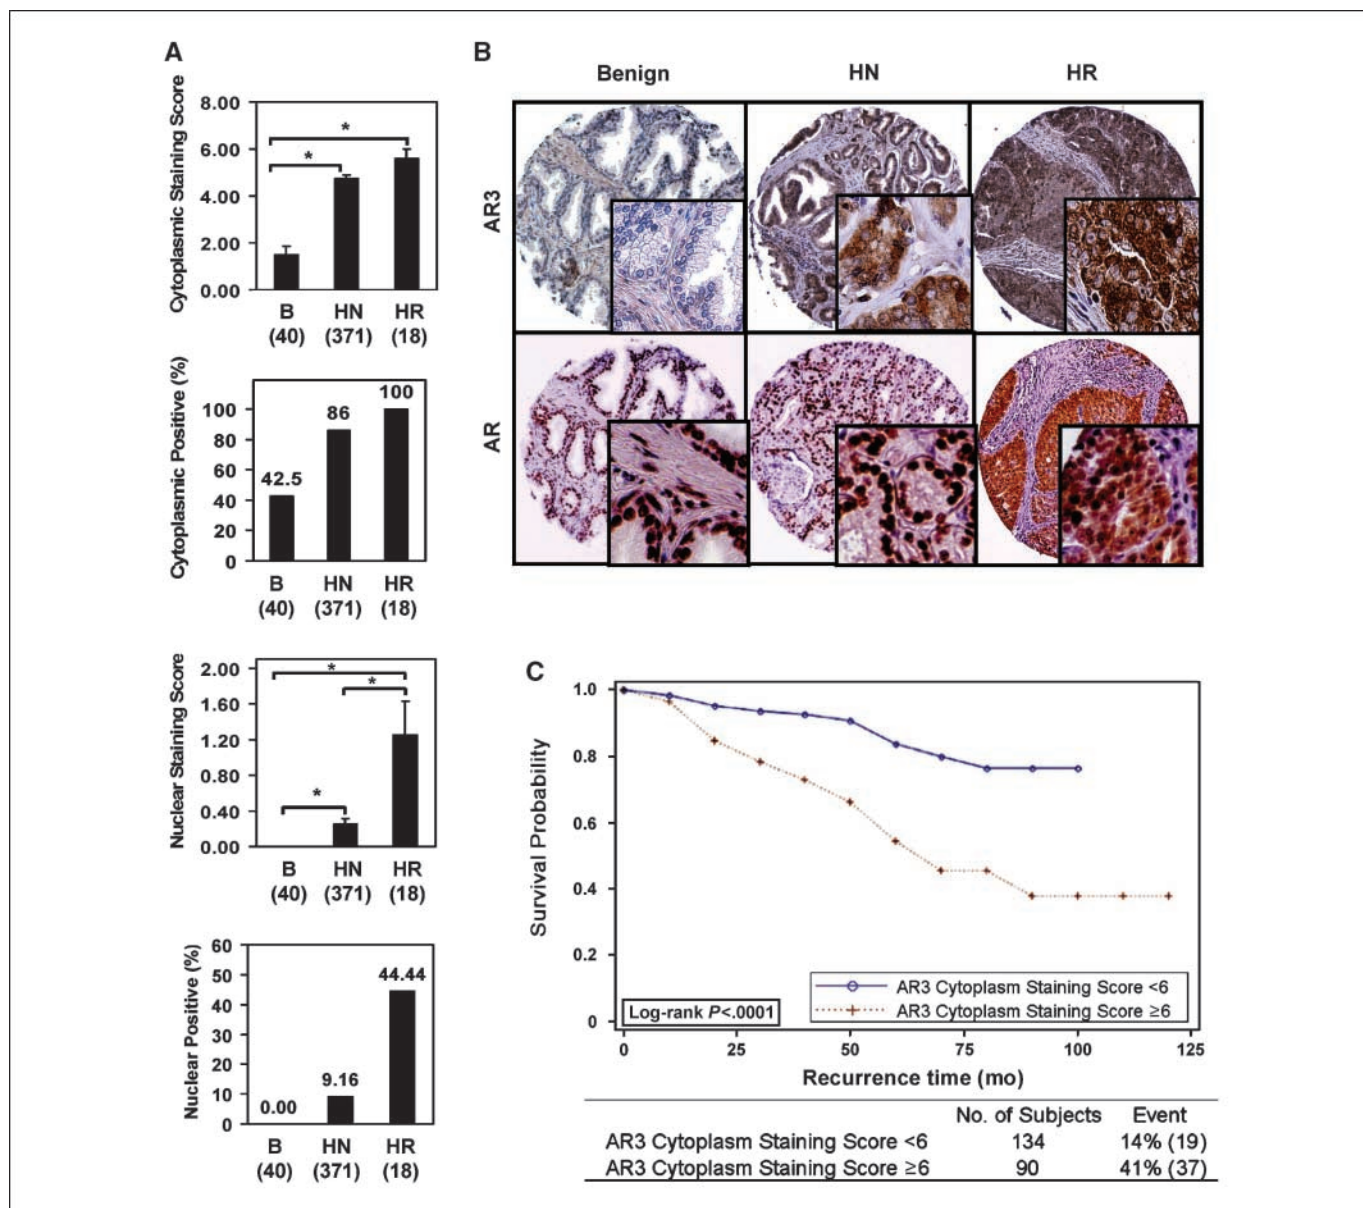 A
Cytoplasmic Staining Score
8.00
6.00
4.00
2.00
0.00
*
*
B HN HR
(40) (371) (18)
Cytoplasmic Positive (%)
100
80
60
40
20
0
42.5
86
100
B HN HR
(40) (371) (18)
Nuclear Staining Score
2.00
1.60
1.20
0.80
0.40
0.00
*
*
*
B HN HR
(40) (371) (18)
Nuclear Positive (%)
60
50
40
30
20
10
0
0.00
9.16
44.44
B HN HR
(40) (371) (18)
B
Benign HN HR
AR3
AR
C
Survival Probability
1.0
0.8
0.6
0.4
0.2
0
AR3 Cytoplasm Staining Score <6
AR3 Cytoplasm Staining Score ≥6
Log-rank P<.0001
0 25 50 75 100 125
Recurrence time (mo)
No. of Subjects Event
AR3 Cytoplasm Staining Score <6 134 14% (19)
AR3 Cytoplasm Staining Score ≥6 90 41% (37)